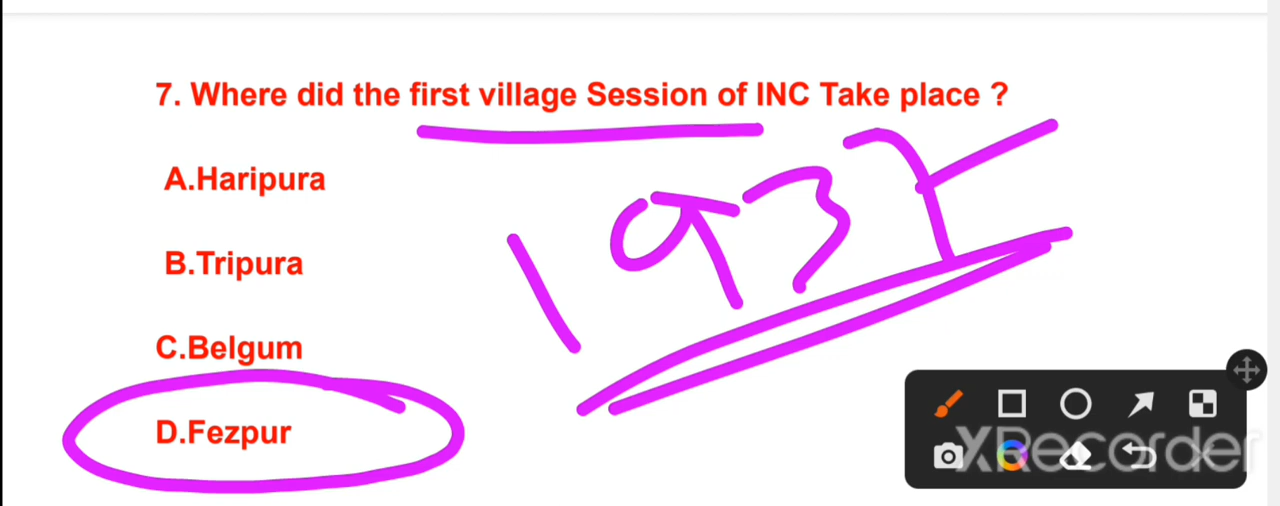 7. Where did the first village Session of INC Take place ?
A.Haripura
B.Tripura
C.Belgum
D.Fezpur
1937
XRecorder